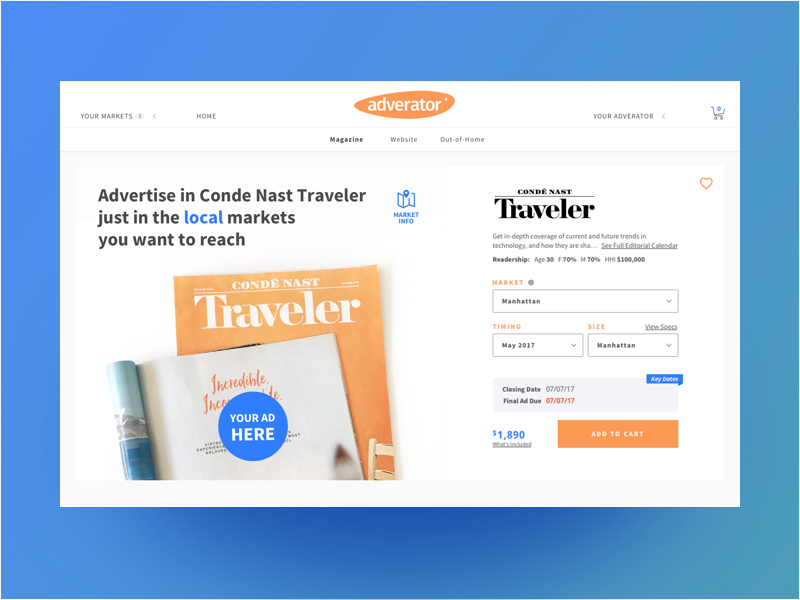 adverator
YOUR MARKETS 3
HOME
YOUR ADVERATOR
0
Magazine
Website
Out-of-Home
Advertise in Conde Nast Traveler
just in the local markets
you want to reach
MARKET
INFO
CONDÉ NAST
Traveler
Incredible.
YOUR AD
HERE
CONDÉ NAST
Traveler
Get in-depth coverage of current and future trends in
technology, and how they are sha... See Full Editorial Calendar
Readership: Age 30 F 70% M 70% HHI $100,000
MARKET
Manhattan
TIMING
SIZE
View Specs
May 2017
Manhattan
Key Dates
Closing Date 07/07/17
Final Ad Due 07/07/17
$1,890
What's Included
ADD TO CART